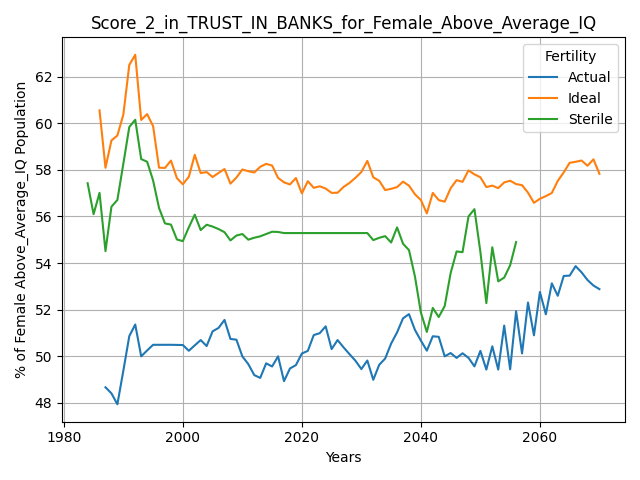 Score_2_in_TRUST_IN_BANKS_for_Female_Above_Average_IQ
% of Female Above_Average_IQ Population
62
60
58
56
54
52
50
48
Fertility
Actual
Ideal
Sterile
1980
2000
2020
2040
2060
Years